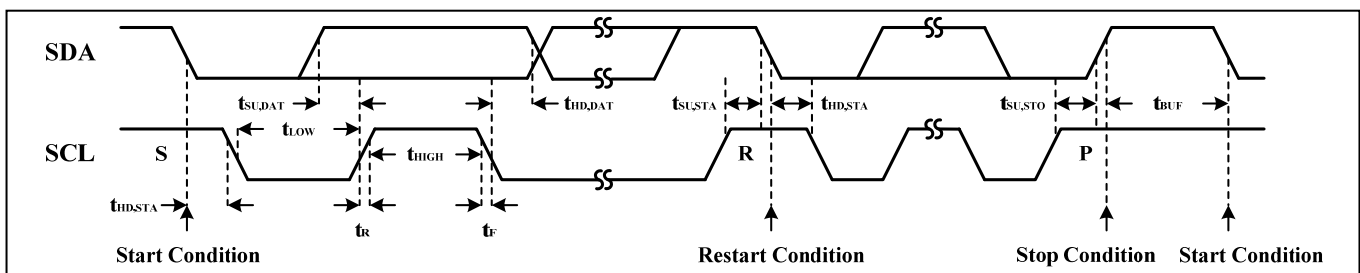 SDA
tSU,DAT tHD,DAT tSU,STA tHD,STA tSU,STO tBUF
tLOW
SCL S tHIGH R P
tHD,STA
tR tF
Start Condition Restart Condition Stop Condition Start Condition